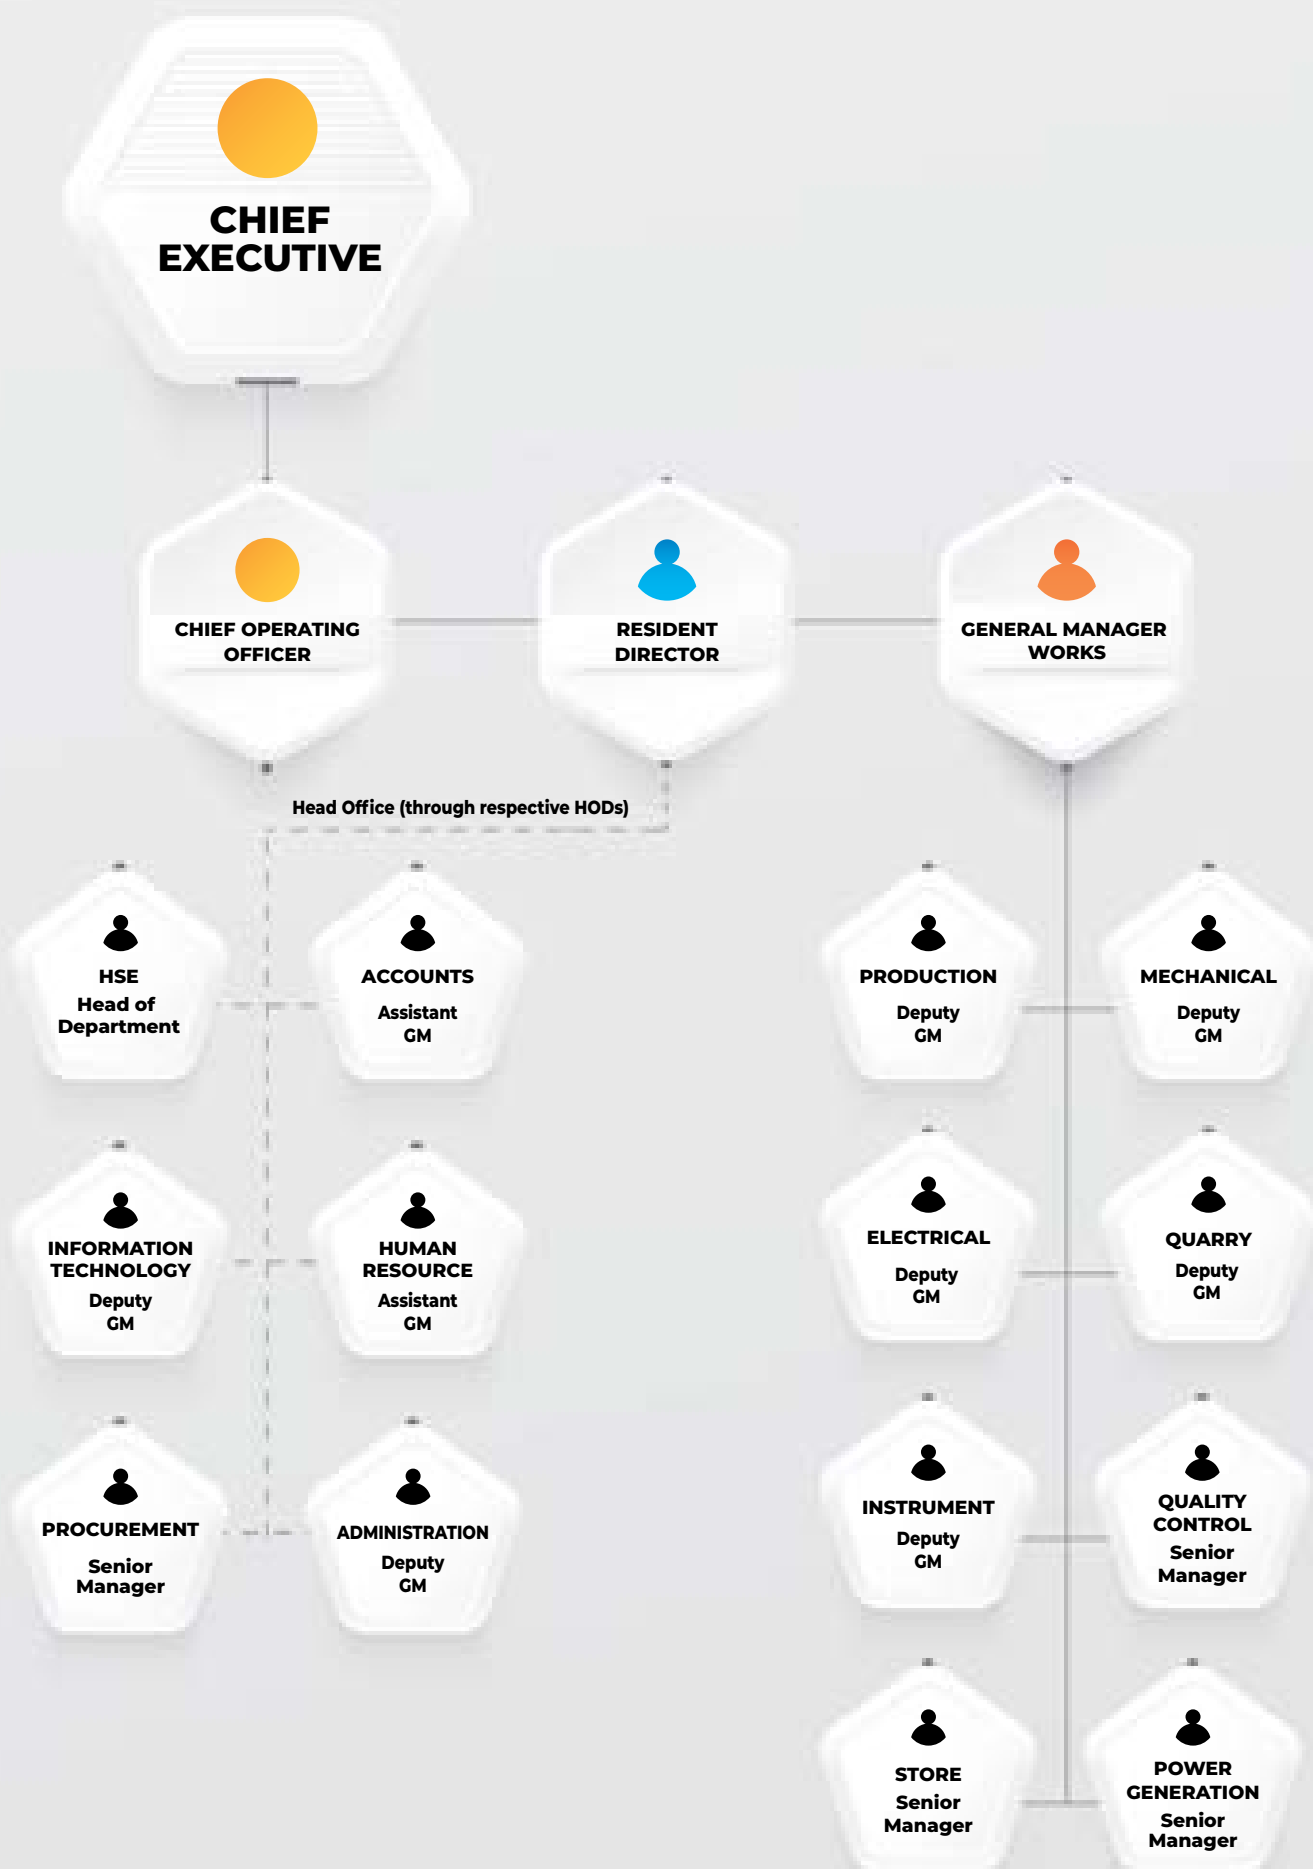 CHIEF
EXECUTIVE
CHIEF OPERATING
OFFICER
RESIDENT
DIRECTOR
GENERAL MANAGER
WORKS
Head Office (through respective HODs)
HSE
Head of
Department
ACCOUNTS
Assistant
GM
PRODUCTION
Deputy
GM
MECHANICAL
Deputy
GM
INFORMATION
TECHNOLOGY
Deputy
GM
HUMAN
RESOURCE
Assistant
GM
ELECTRICAL
Deputy
GM
QUARRY
Deputy
GM
PROCUREMENT
Senior
Manager
ADMINISTRATION
Deputy
GM
INSTRUMENT
Deputy
GM
QUALITY
CONTROL
Senior
Manager
STORE
Senior
Manager
POWER
GENERATION
Senior
Manager